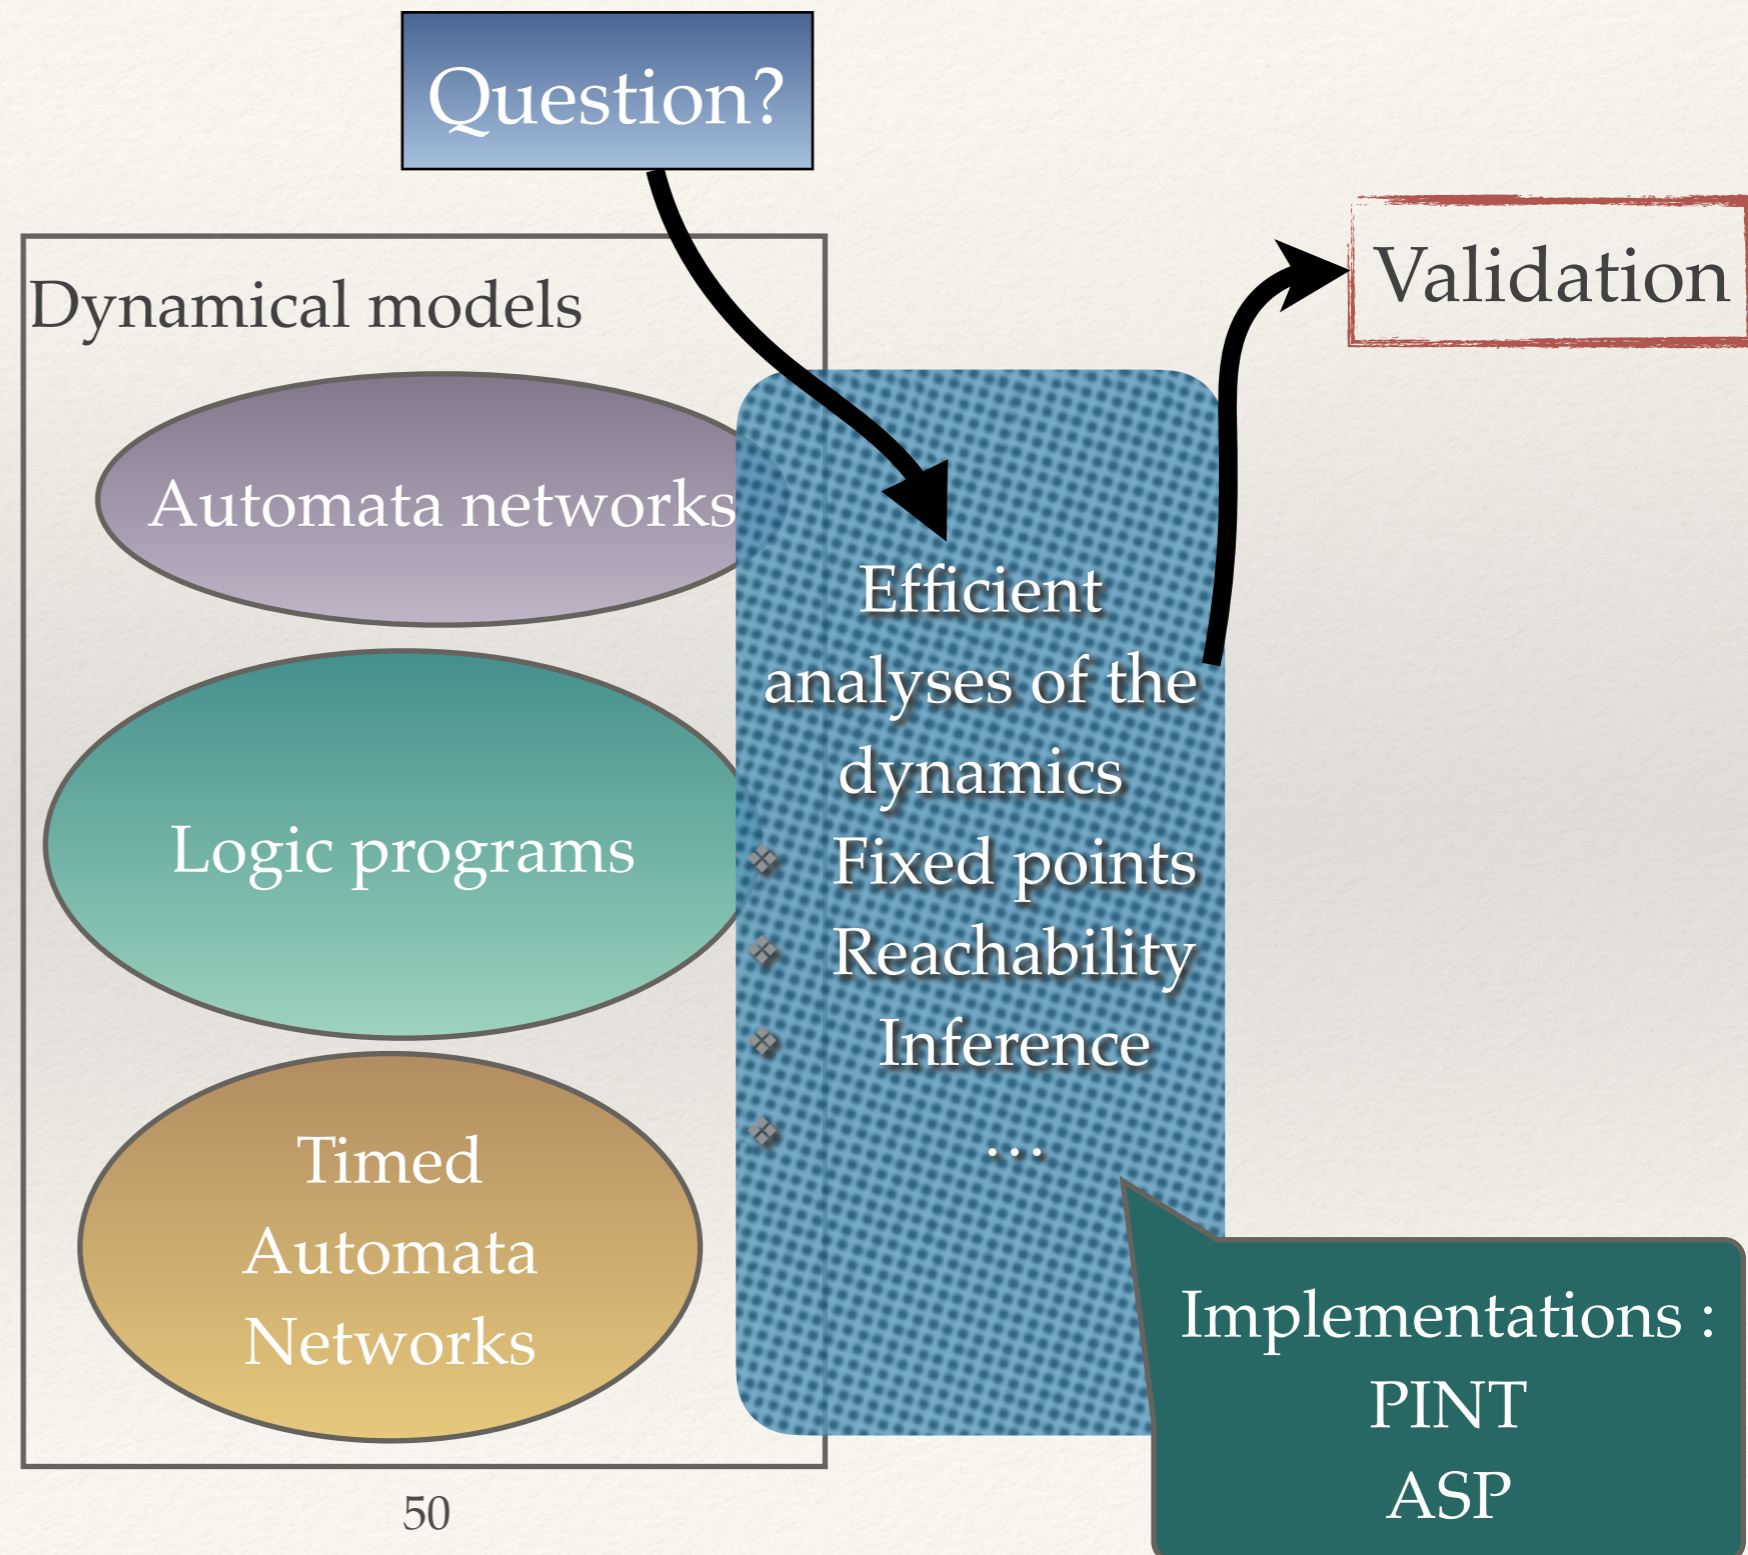 Question?
Validation
Dynamical models
Automata networks
Logic programs
Timed
Automata
Networks
Efficient
analyses of the
dynamics
❖ Fixed points
❖ Reachability
❖ Inference
❖ …
Implementations :
PINT
ASP
50